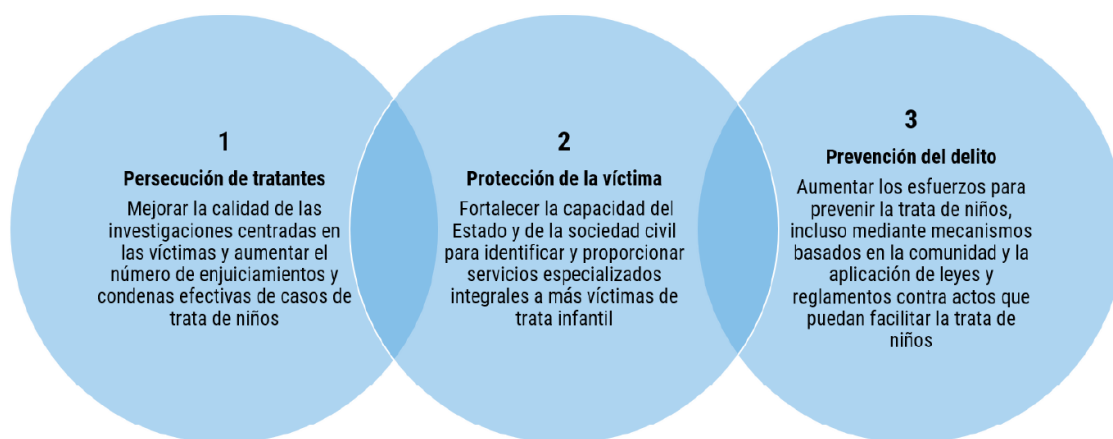 1
Persecución de tratantes
Mejorar la calidad de las
investigaciones centradas en
las víctimas y aumentar el
número de enjuiciamientos y
condenas efectivas de casos de
trata de niños
2
Protección de la víctima
Fortalecer la capacidad del
Estado y de la sociedad civil
para identificar y proporcionar
servicios especializados
integrales a más víctimas de
trata infantil
3
Prevención del delito
Aumentar los esfuerzos para
prevenir la trata de niños,
incluso mediante mecanismos
basados en la comunidad y la
aplicación de leyes y
reglamentos contra actos que
puedan facilitar la trata de
niños